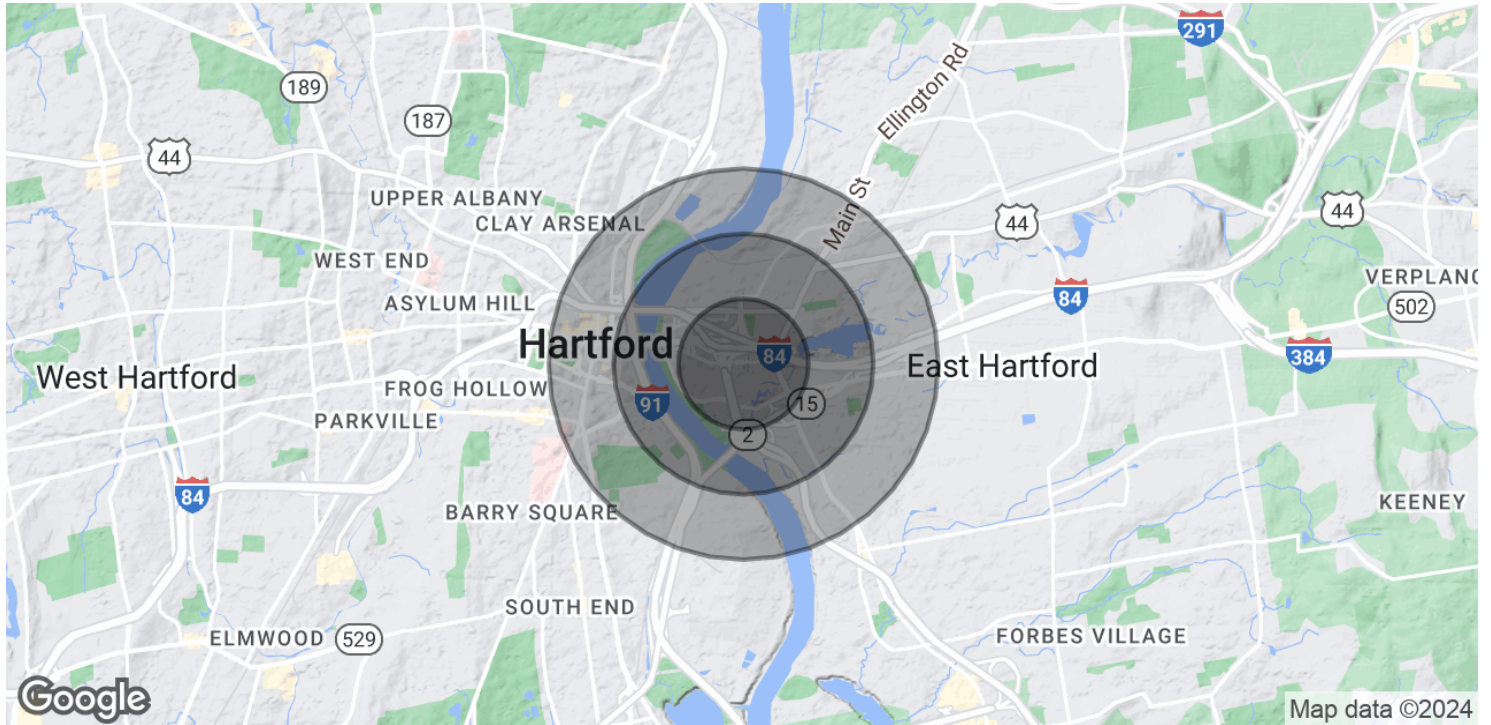 291
Ellington Rd
189
187
44
44
44
UPPER ALBANY
CLAY ARSENAL
Main St
WEST END
84
VERPLANC
502
ASYLUM HILL
Hartford
84
384
West Hartford
East Hartford
FROG HOLLOW
91
15
PARKVILLE
2
84
BARRY SQUARE
KEENEY
SOUTH END
ELMWOOD
529
FORBES VILLAGE
Google
Map data ©2024